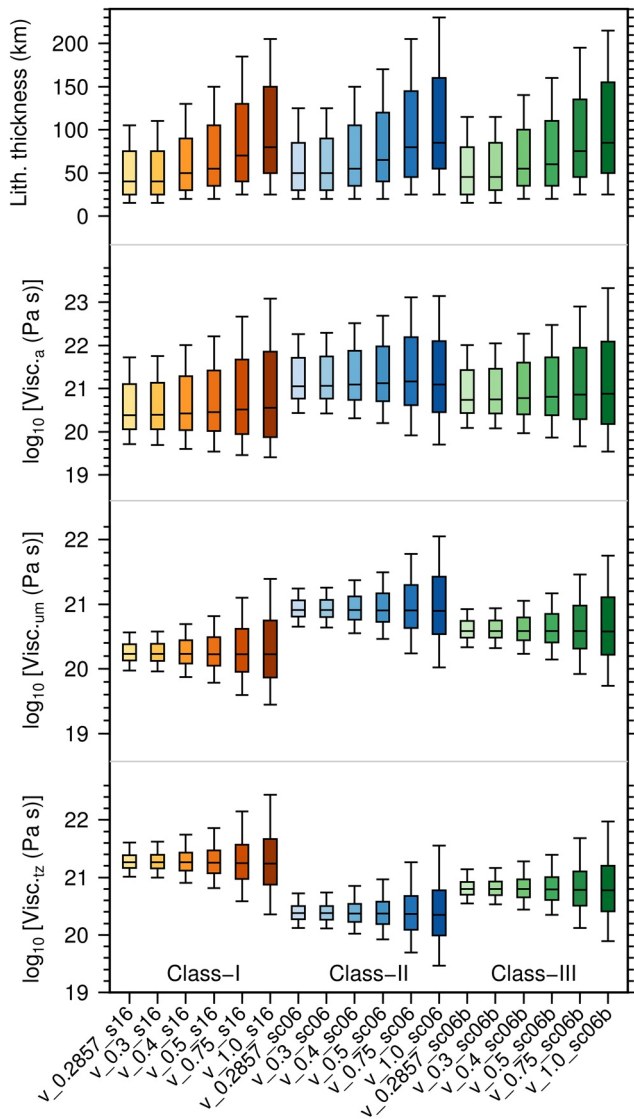 Lith. thickness (km)
200
150
100
50
0
log10 [Visc.a (Pa s)]
23
22
21
20
19
log10 [Visc.um (Pa s)]
22
21
20
19
log10 [Visc.tz (Pa s)]
22
21
20
19
Class-I Class-II Class-III
v_0.2857_s16
v_0.3_s16
v_0.4_s16
v_0.5_s16
v_0.75_s16
v_1.0_s16
v_0.2857_sc06
v_0.3_sc06
v_0.4_sc06
v_0.5_sc06
v_0.75_sc06
v_1.0_sc06
v_0.2857_sc06b
v_0.3_sc06b
v_0.4_sc06b
v_0.5_sc06b
v_0.75_sc06b
v_1.0_sc06b